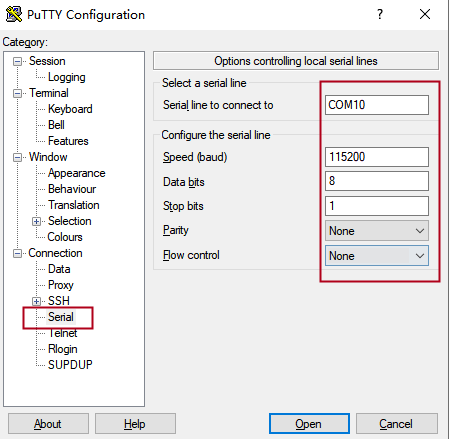 PuTTY Configuration
Category:
Session
Logging
Terminal
Keyboard
Bell
Features
Window
Appearance
Behaviour
Translation
Selection
Colours
Connection
Data
Proxy
SSH
Serial
Telnet
Rlogin
SUPDUP
Options controlling local serial lines
Select a serial line
Serial line to connect to COM10
Configure the serial line
Speed (baud) 115200
Data bits 8
Stop bits 1
Parity None
Flow control None
About Help Open Cancel